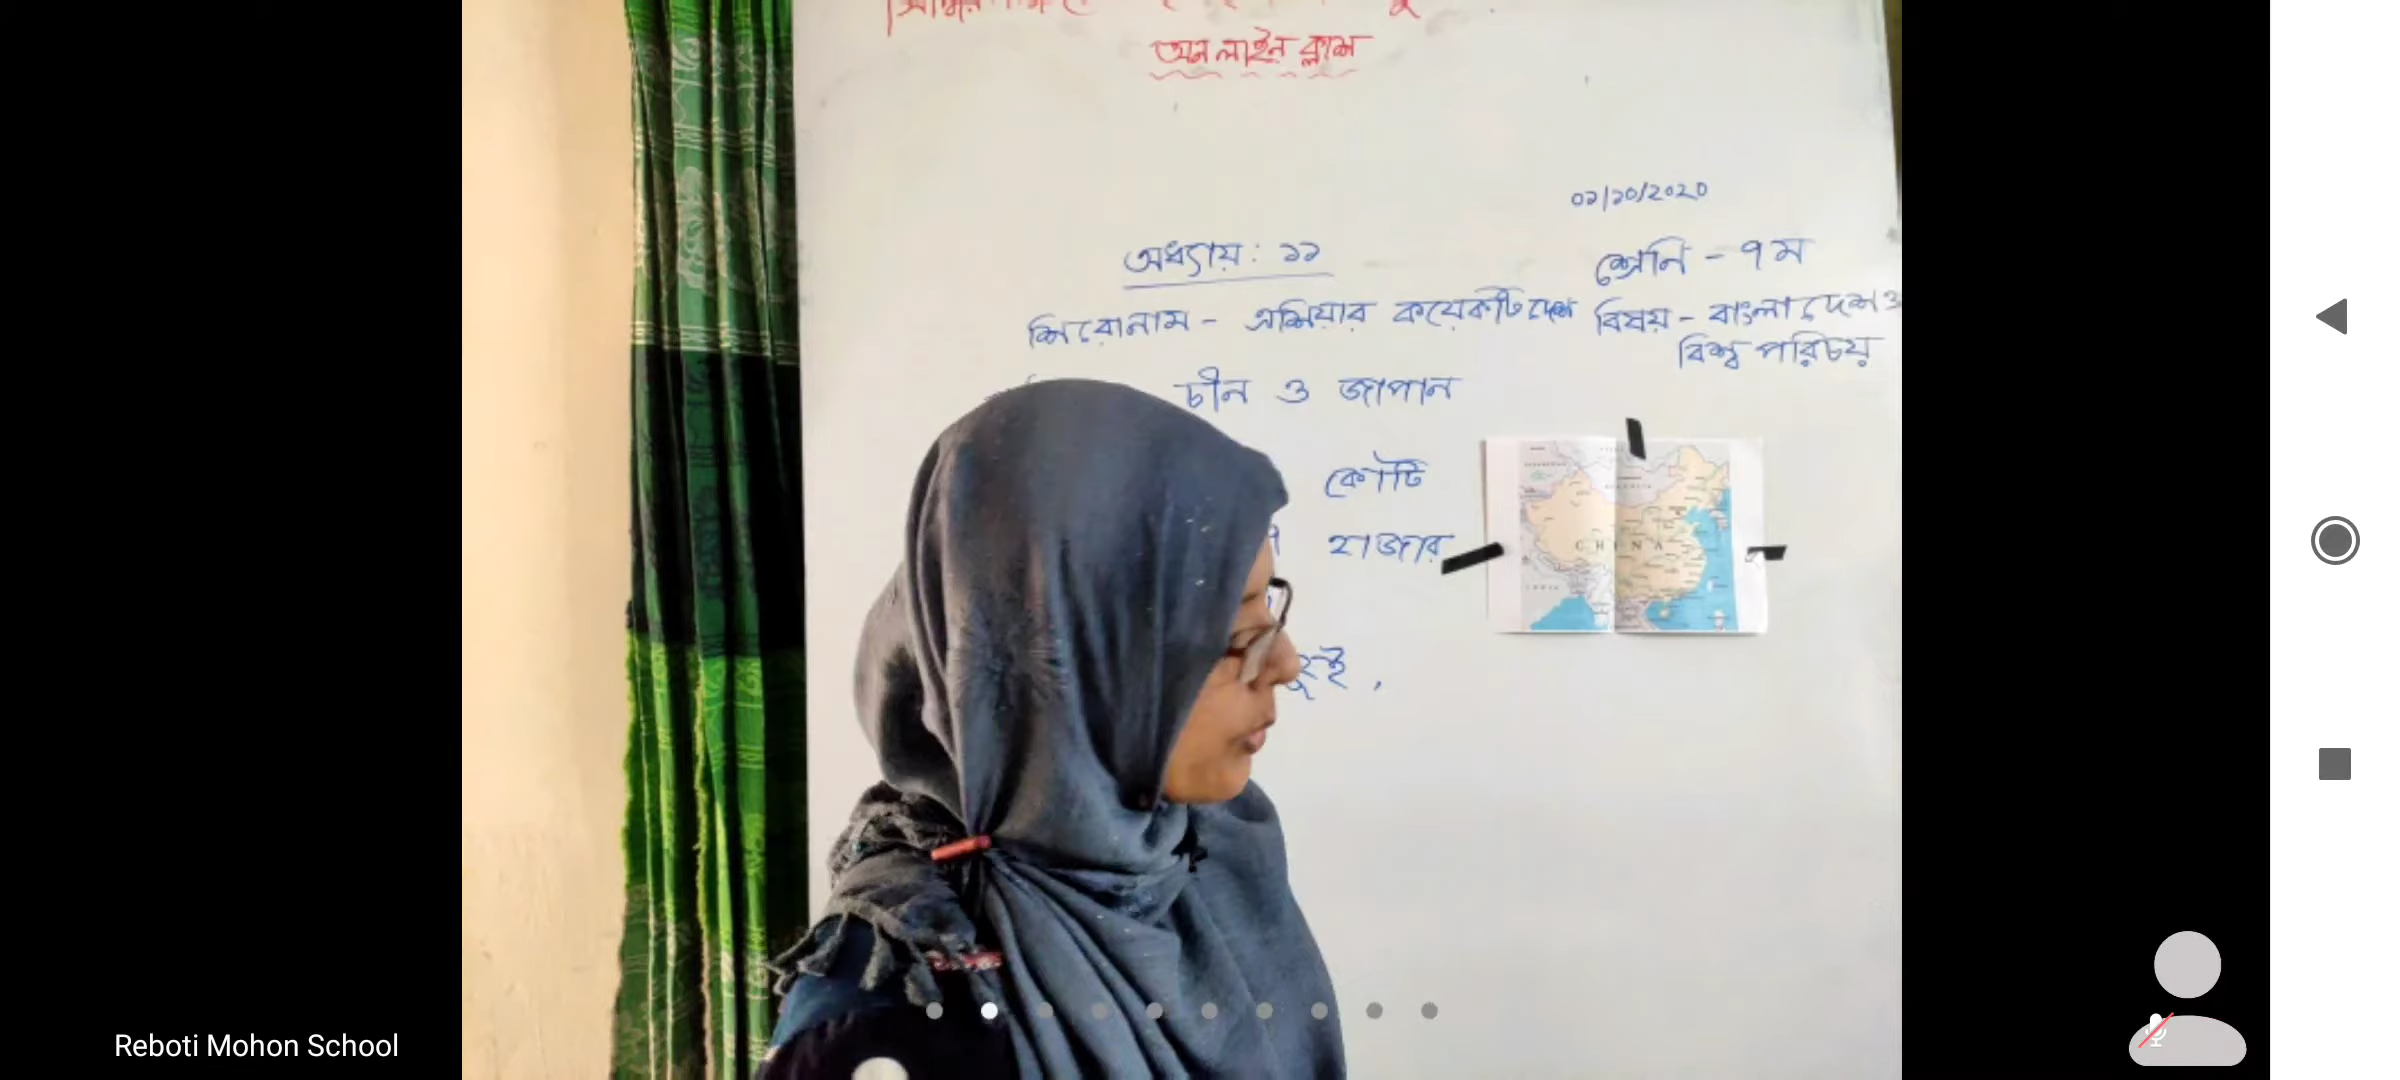 অনলাইন ক্লাশ
০১/১০/২০২০
অধ্যায় : ১১
শ্রেনি - ৭ম
শিরোনাম - এশিয়ার কয়েকটি দেশ
বিষয় - বাংলাদেশ ও
বিশ্ব পরিচয়
চীন ও জাপান
কোটি
হাজার
CHINA
হুই,
Reboti Mohon School